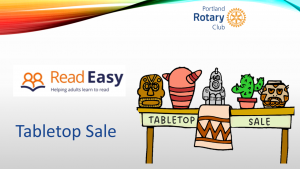 Portland
Rotary
Club
Read Easy
Helping adults learn to read
TABLETOP SALE
Tabletop Sale